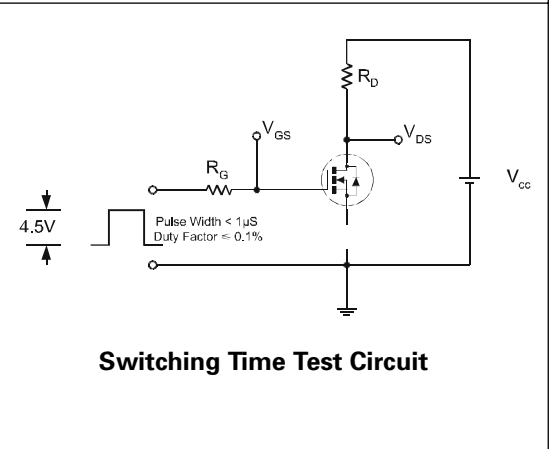 R_D
V_GS
V_DS
R_G
V_cc
4.5V
Pulse Width < 1µS
Duty Factor ≤ 0.1%
Switching Time Test Circuit